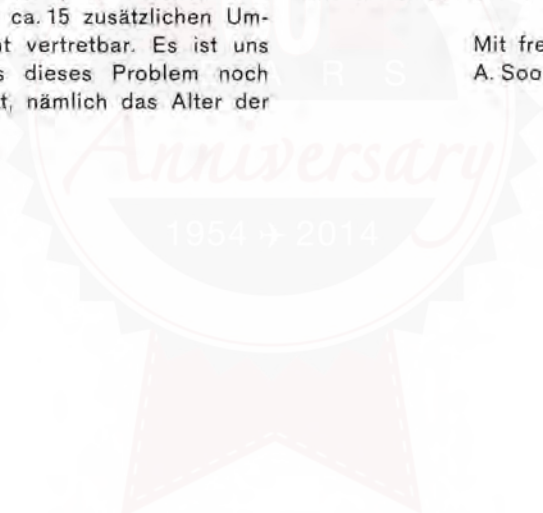 ca. 15 zusätzlichen Um-
vertretbar. Es ist uns
dieses Problem noch
nämlich das Alter der
Mit fre
A. Soo
YEARS
Anniversary
1954 2014